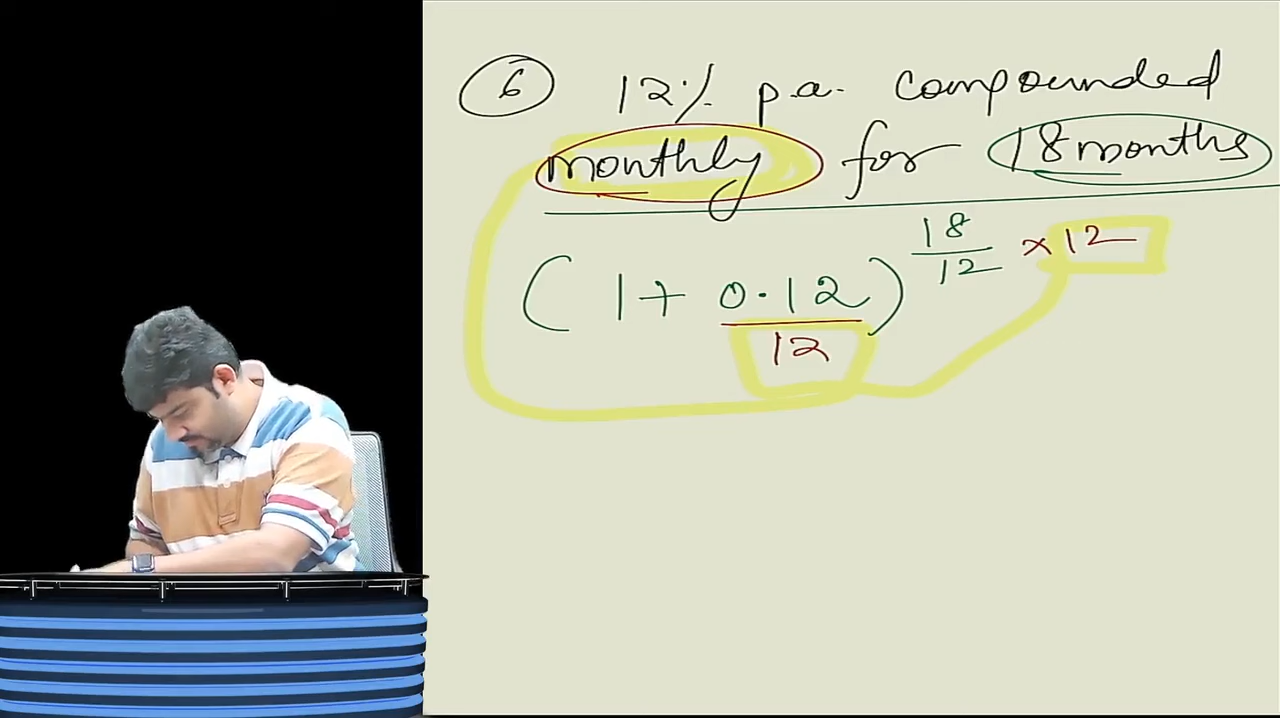 6 12% p.a. compounded
monthly for 18 months
(1 + 0.12/12)^(18/12 × 12)